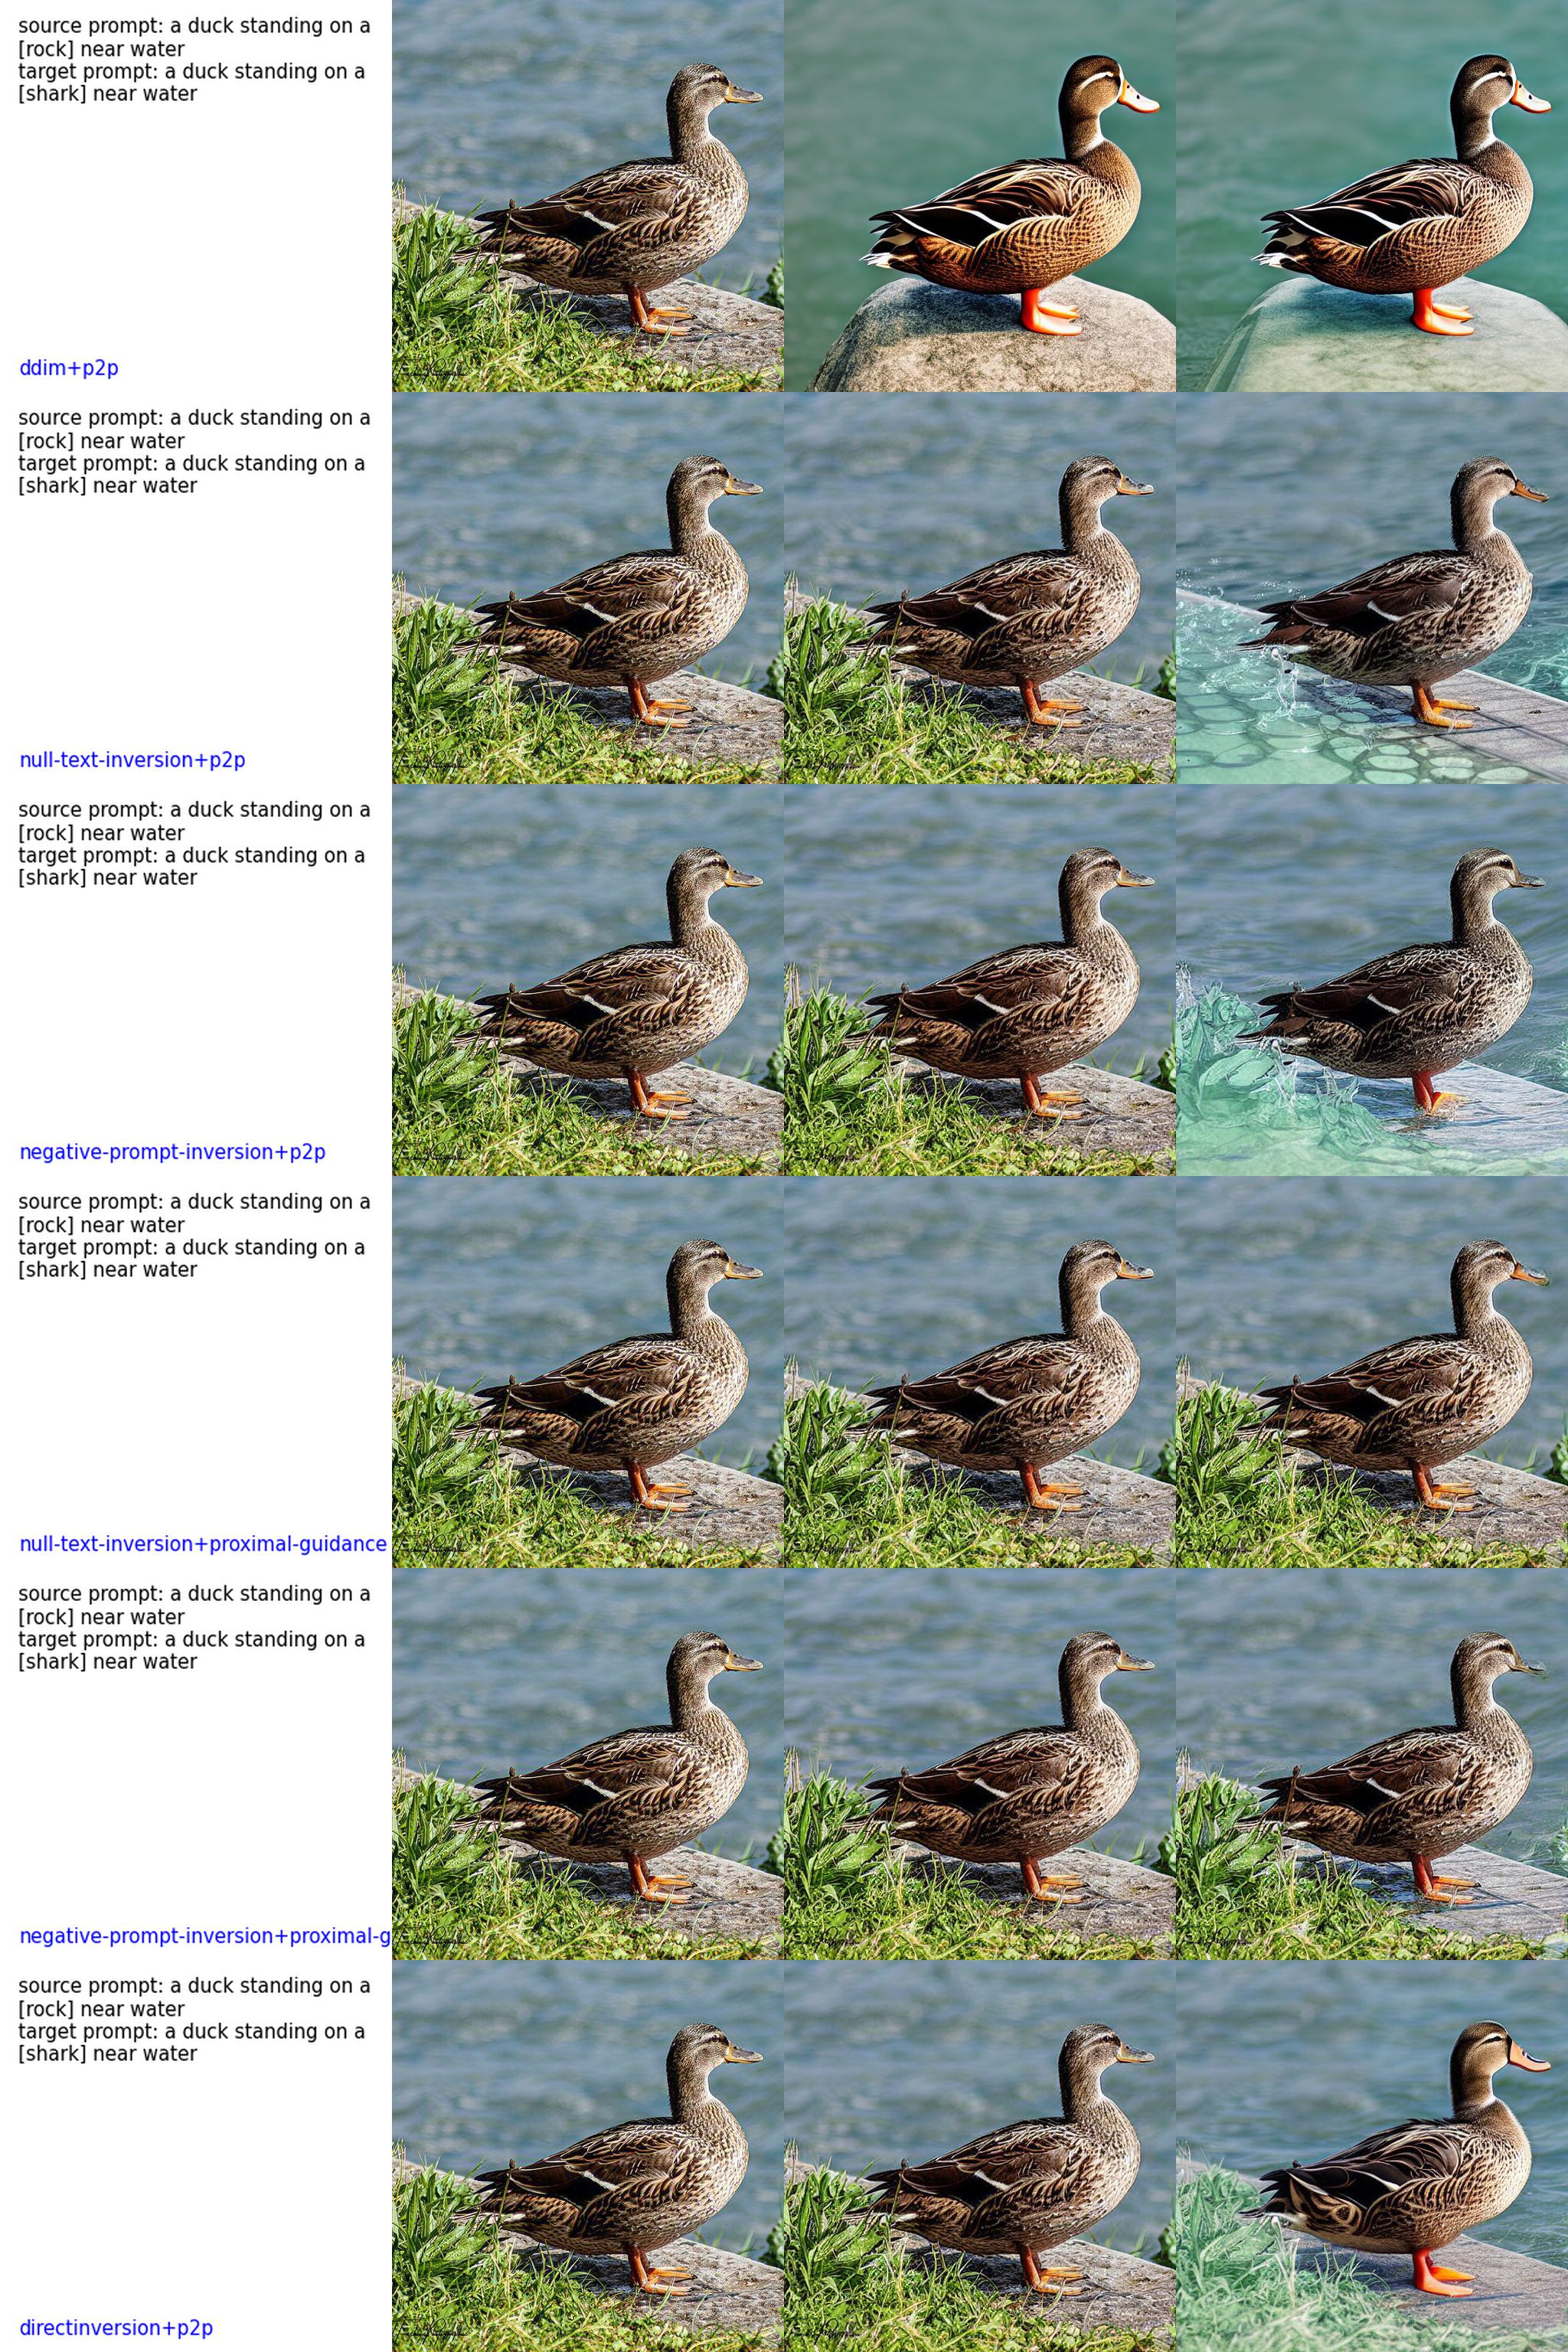 source prompt: a duck standing on a
[rock] near water
target prompt: a duck standing on a
[shark] near water
ddim+p2p
source prompt: a duck standing on a
[rock] near water
target prompt: a duck standing on a
[shark] near water
null-text-inversion+p2p
source prompt: a duck standing on a
[rock] near water
target prompt: a duck standing on a
[shark] near water
negative-prompt-inversion+p2p
source prompt: a duck standing on a
[rock] near water
target prompt: a duck standing on a
[shark] near water
null-text-inversion+proximal-guidance
source prompt: a duck standing on a
[rock] near water
target prompt: a duck standing on a
[shark] near water
negative-prompt-inversion+proximal-g
source prompt: a duck standing on a
[rock] near water
target prompt: a duck standing on a
[shark] near water
directinversion+p2p